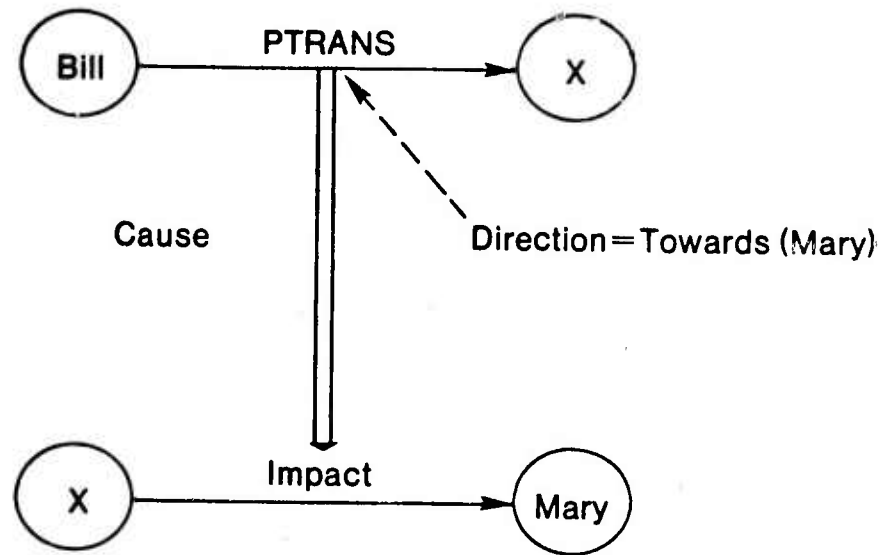 PTRANS
Bill
X
Cause
Direction=Towards (Mary)
Impact
X
Mary